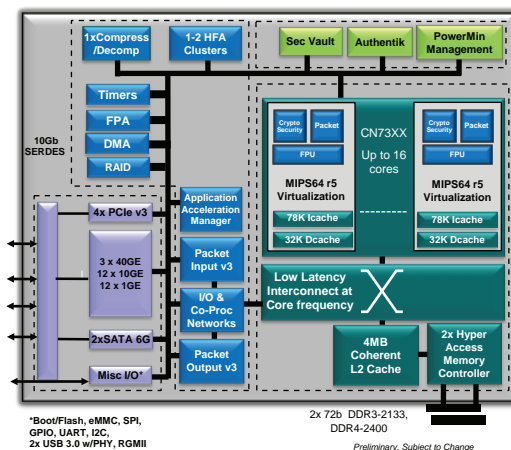 1xCompress
/Decomp
1-2 HFA
Clusters
Sec Vault
Authentik
PowerMin
Management
Timers
FPA
DMA
RAID
10Gb
SERDES
Crypto
Security
Packet
FPU
MIPS64 r5
Virtualization
78K Icache
32K Dcache
CN73XX
Up to 16
cores
----------
Crypto
Security
Packet
FPU
MIPS64 r5
Virtualization
78K Icache
32K Dcache
4x PCIe v3
3 x 40GE
12 x 10GE
12 x 1GE
2xSATA 6G
Misc I/O*
Application
Acceleration
Manager
Packet
Input v3
I/O &
Co-Proc
Networks
Packet
Output v3
Low Latency
Interconnect at
Core frequency
4MB
Coherent
L2 Cache
2x Hyper
Access
Memory
Controller
*Boot/Flash, eMMC, SPI,
GPIO, UART, I2C,
2x USB 3.0 w/PHY, RGMII
2x 72b DDR3-2133,
DDR4-2400
Preliminary, Subject to Change